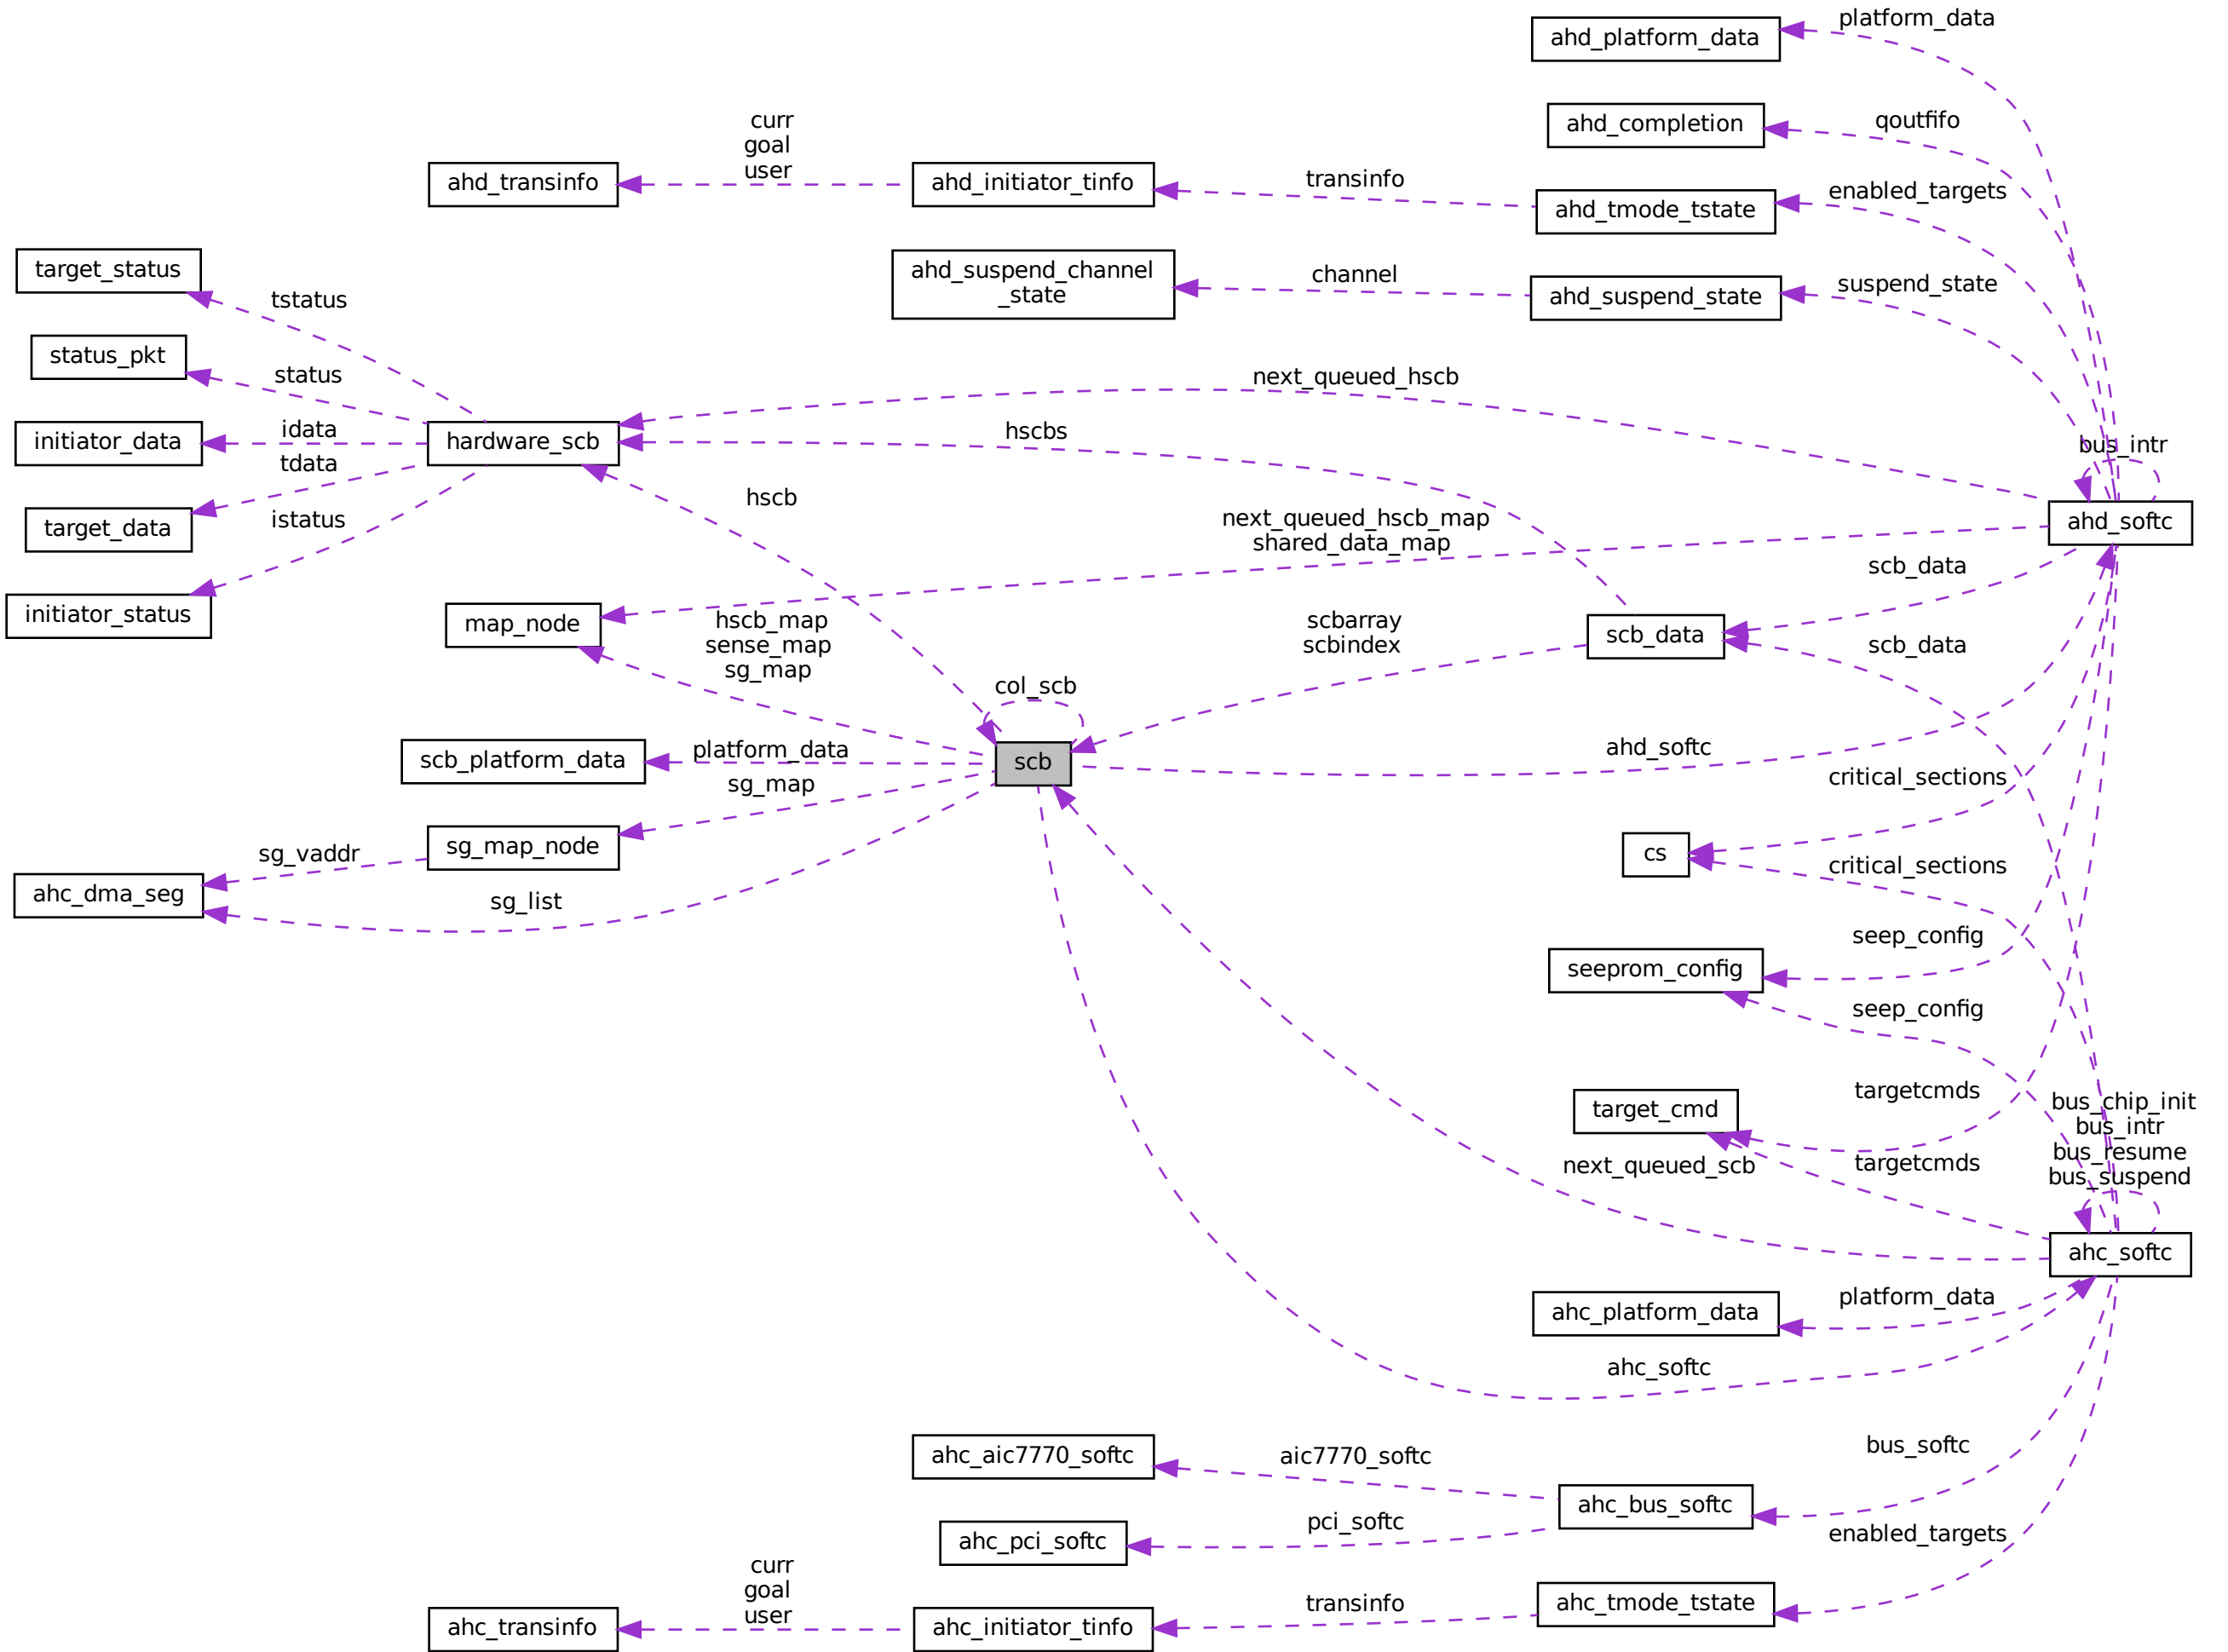 platform_data
ahd_platform_data
ahd_completion
qoutfifo
curr
goal
user
ahd_transinfo
ahd_initiator_tinfo
transinfo
ahd_tmode_tstate
enabled_targets
target_status
ahd_suspend_channel
_state
channel
ahd_suspend_state
suspend_state
tstatus
status_pkt
status
next_queued_hscb
initiator_data
idata
hardware_scb
hscbs
bus_intr
tdata
hscb
target_data
istatus
next_queued_hscb_map
shared_data_map
ahd_softc
scb_data
initiator_status
map_node
hscb_map
sense_map
sg_map
scbarray
scbindex
scb_data
scb_data
col_scb
scb_platform_data
platform_data
scb
ahd_softc
sg_map
critical_sections
sg_map_node
sg_vaddr
cs
critical_sections
ahc_dma_seg
sg_list
seep_config
seeprom_config
seep_config
target_cmd
targetcmds
bus_chip_init
bus_intr
bus_resume
bus_suspend
next_queued_scb
targetcmds
ahc_softc
ahc_platform_data
platform_data
ahc_softc
ahc_aic7770_softc
aic7770_softc
bus_softc
ahc_bus_softc
ahc_pci_softc
pci_softc
enabled_targets
curr
goal
user
ahc_transinfo
ahc_initiator_tinfo
transinfo
ahc_tmode_tstate